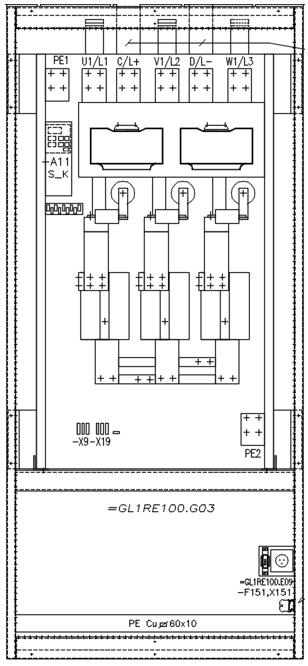 PE1 U1/L1 C/L+ V1/L2 D/L- W1/L3
-A11
S_K
-X9-X19
PE2
=GL1RE100.G03
=GL1RE100.E09
-F151,X151
PE Cu 60x10